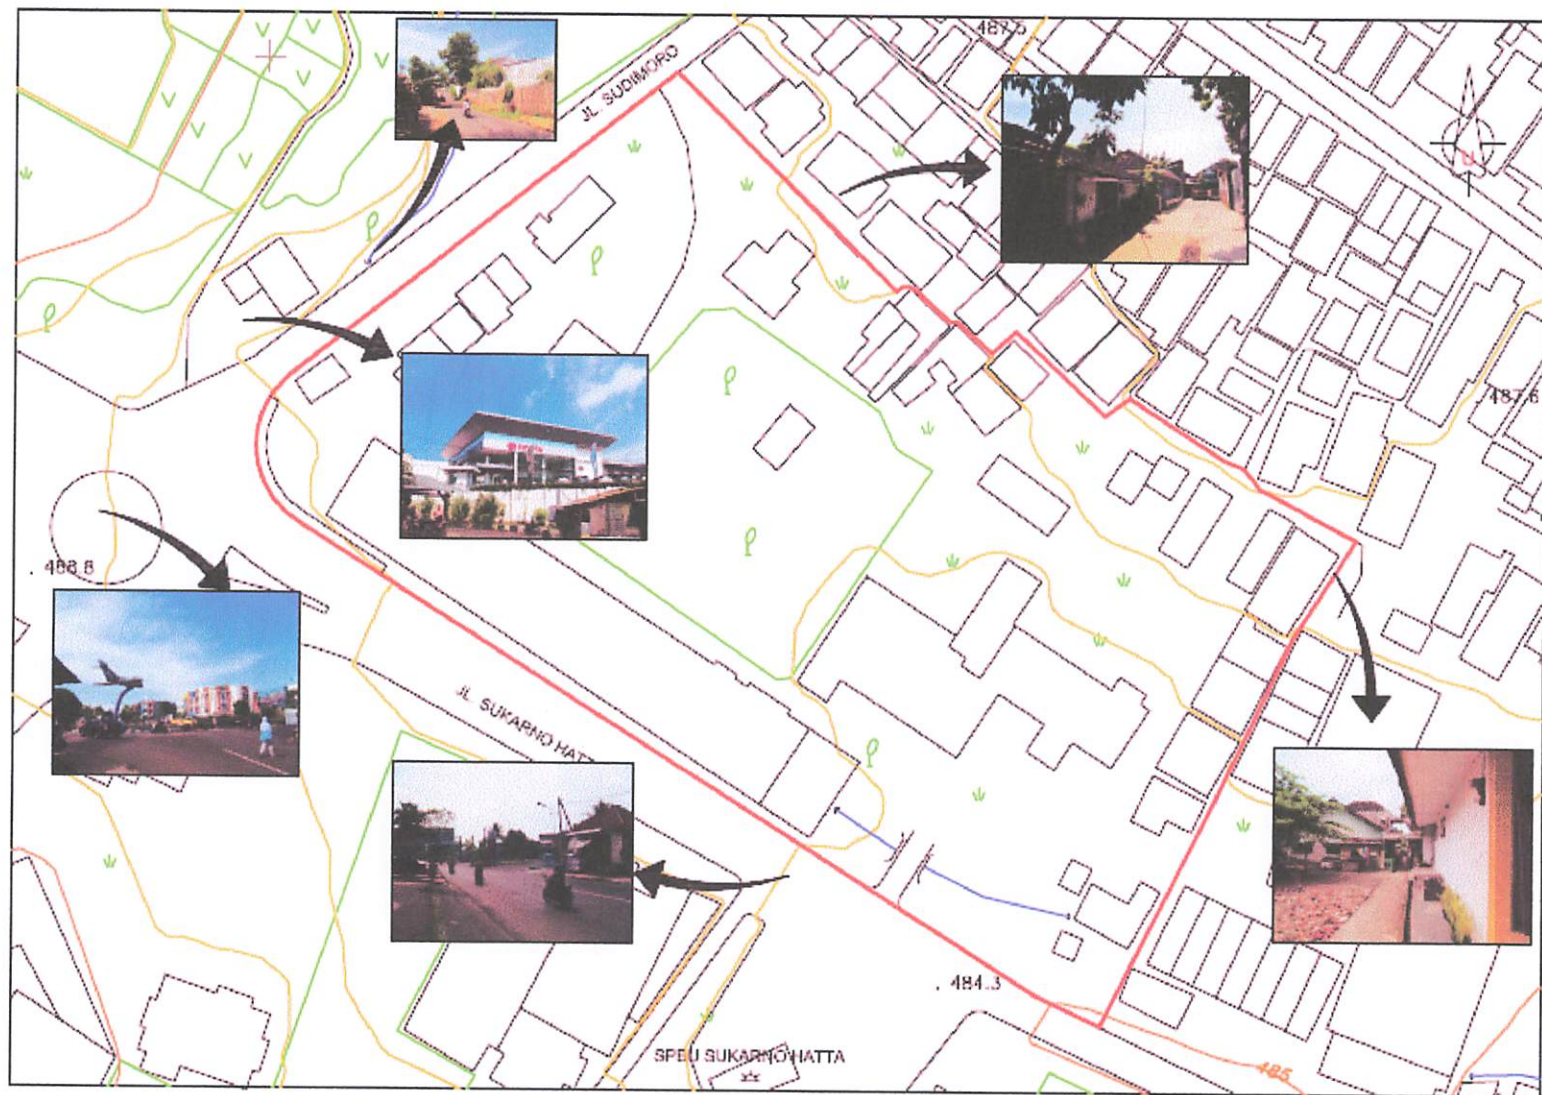 487.5
JL SUDIMORO
U
487.6
. 488.8
JL SUKARNO HATTA
. 484.3
SPBU SUKARNO HATTA
485